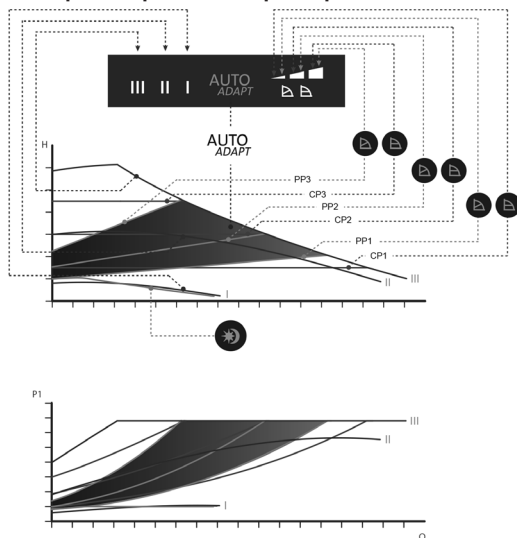 III II I AUTO
ADAPT
AUTO
ADAPT
H
PP3
CP3
PP2
CP2
PP1
CP1
III
II
I
P1
III
II
I